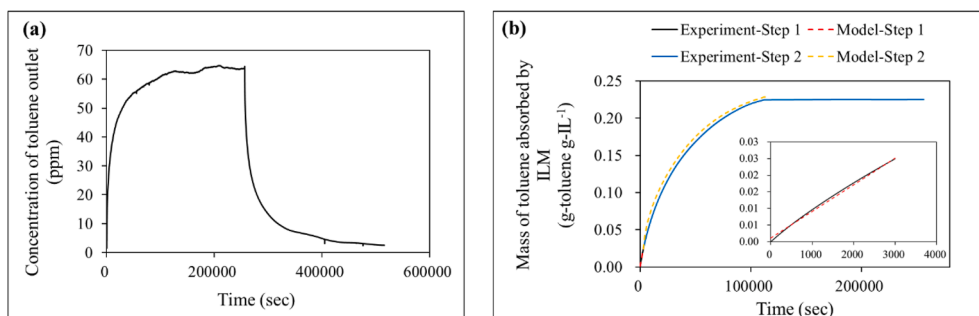 (a)
Concentration of toluene outlet
(ppm)
70
60
50
40
30
20
10
0
0 200000 400000 600000
Time (sec)
(b)
Experiment-Step 1 Model-Step 1
Experiment-Step 2 Model-Step 2
Mass of toluene absorbed by
ILM
(g-toluene g-IL-1)
0.25
0.20
0.15
0.10
0.05
0.00
0 100000 200000
Time (sec)
0.03
0.03
0.02
0.02
0.01
0.01
0.00
0 1000 2000 3000 4000